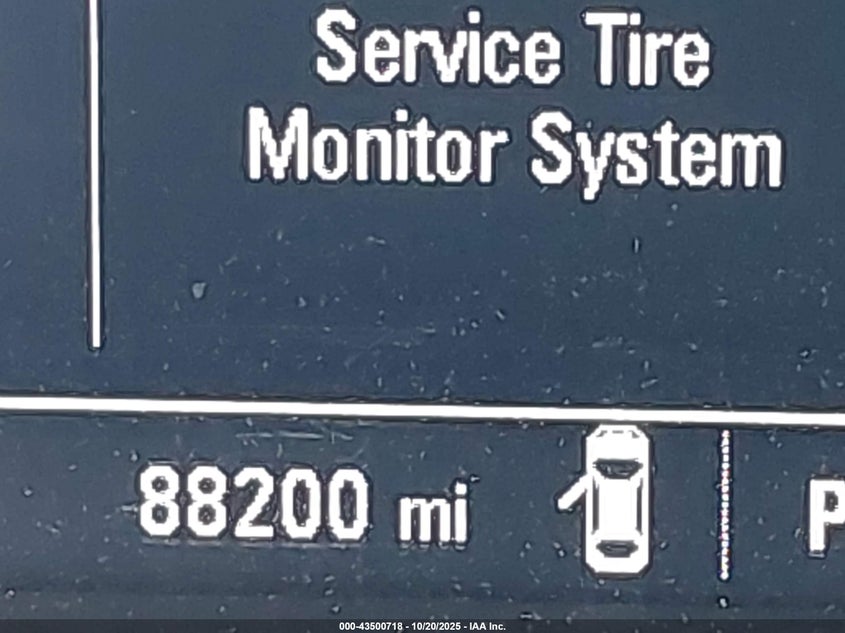 Service Tire
Monitor System
88200 mi
P
000-43500718 - 10/20/2025 - IAA Inc.